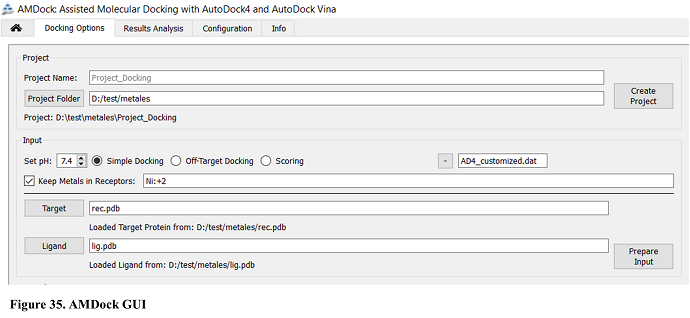 AMDock: Assisted Molecular Docking with AutoDock4 and AutoDock Vina
Docking Options Results Analysis Configuration Info
Project
Project Name: Project_Docking
Project Folder D:/test/metales
Create Project
Project: D:\test\metales\Project_Docking
Input
Set pH: 7.4 Simple Docking Off-Target Docking Scoring - AD4_customized.dat
Keep Metals in Receptors: Ni:+2
Target rec.pdb
Loaded Target Protein from: D:/test/metales/rec.pdb
Ligand lig.pdb
Prepare Input
Loaded Ligand from: D:/test/metales/lig.pdb
Figure 35. AMDock GUI